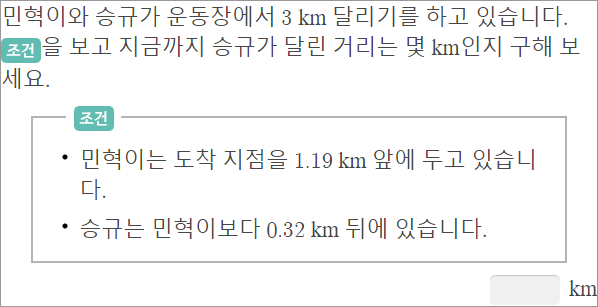 민혁이와 승규가 운동장에서 3 km 달리기를 하고 있습니다.
조건을 보고 지금까지 승규가 달린 거리는 몇 km인지 구해 보
세요.
조건
• 민혁이는 도착 지점을 1.19 km 앞에 두고 있습니
다.
• 승규는 민혁이보다 0.32 km 뒤에 있습니다.
km